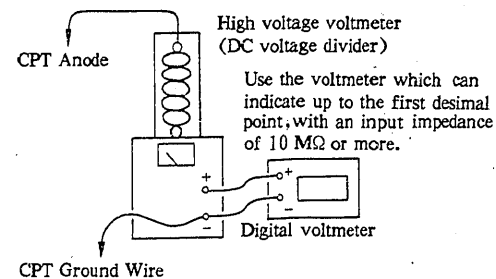 High voltage voltmeter
(DC voltage divider)
CPT Anode
Use the voltmeter which can
indicate up to the first desimal
point, with an input impedance
of 10 MΩ or more.
+
−
+
−
Digital voltmeter
CPT Ground Wire